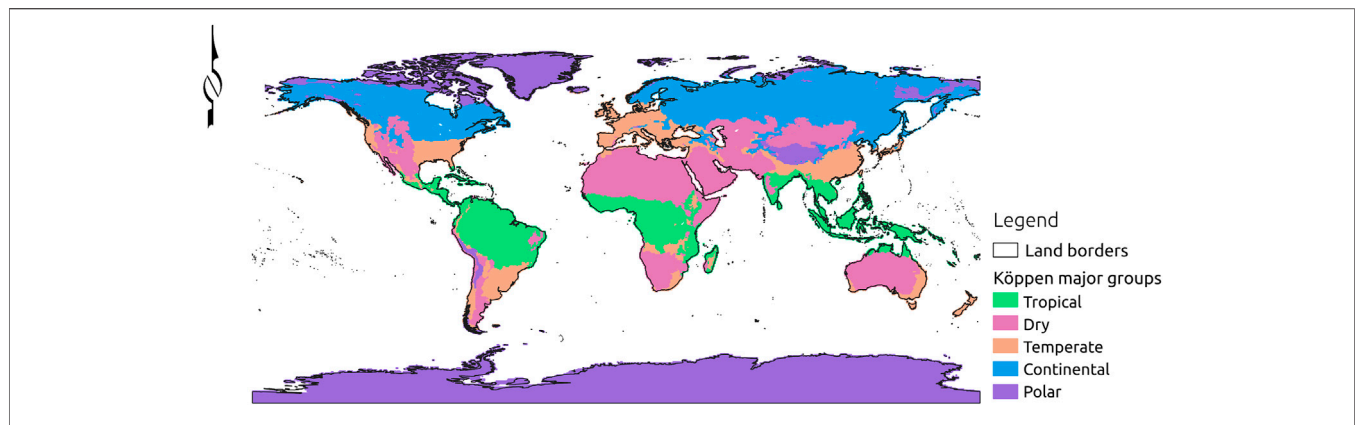 Legend
Land borders
Köppen major groups
Tropical
Dry
Temperate
Continental
Polar